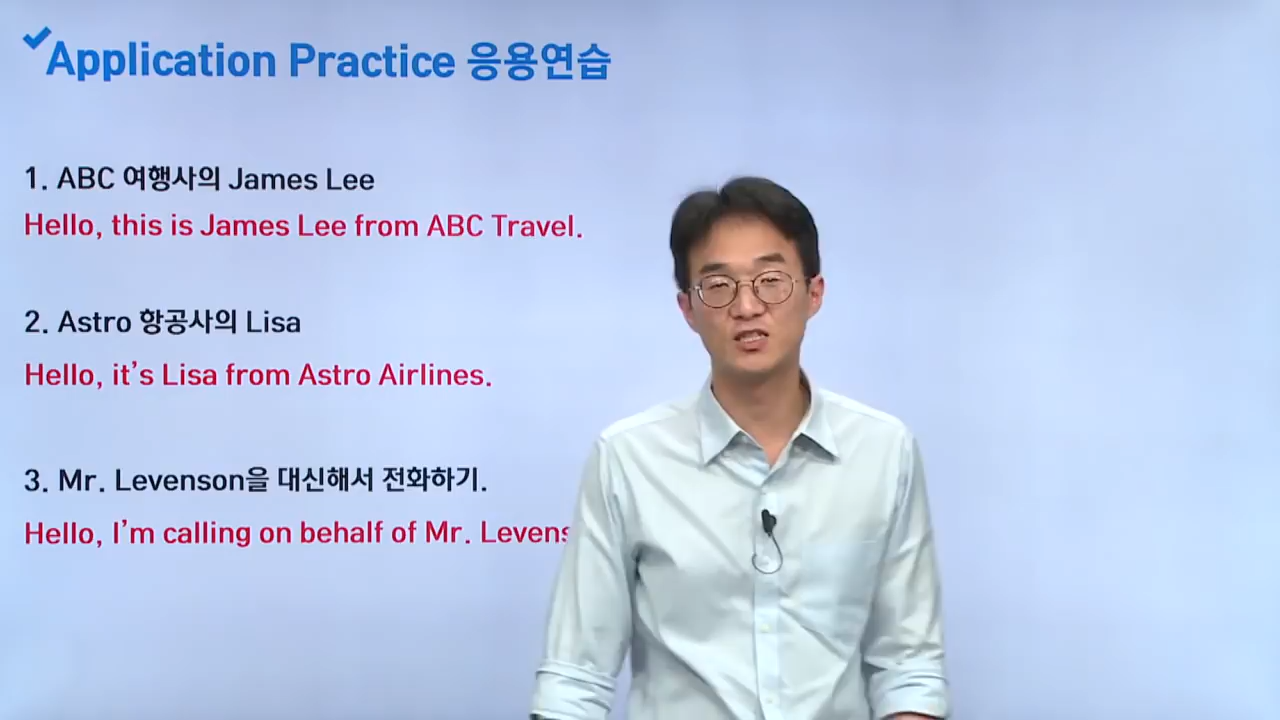 Application Practice 응용연습
1. ABC 여행사의 James Lee
Hello, this is James Lee from ABC Travel.
2. Astro 항공사의 Lisa
Hello, it's Lisa from Astro Airlines.
3. Mr. Levenson을 대신해서 전화하기.
Hello, I'm calling on behalf of Mr.